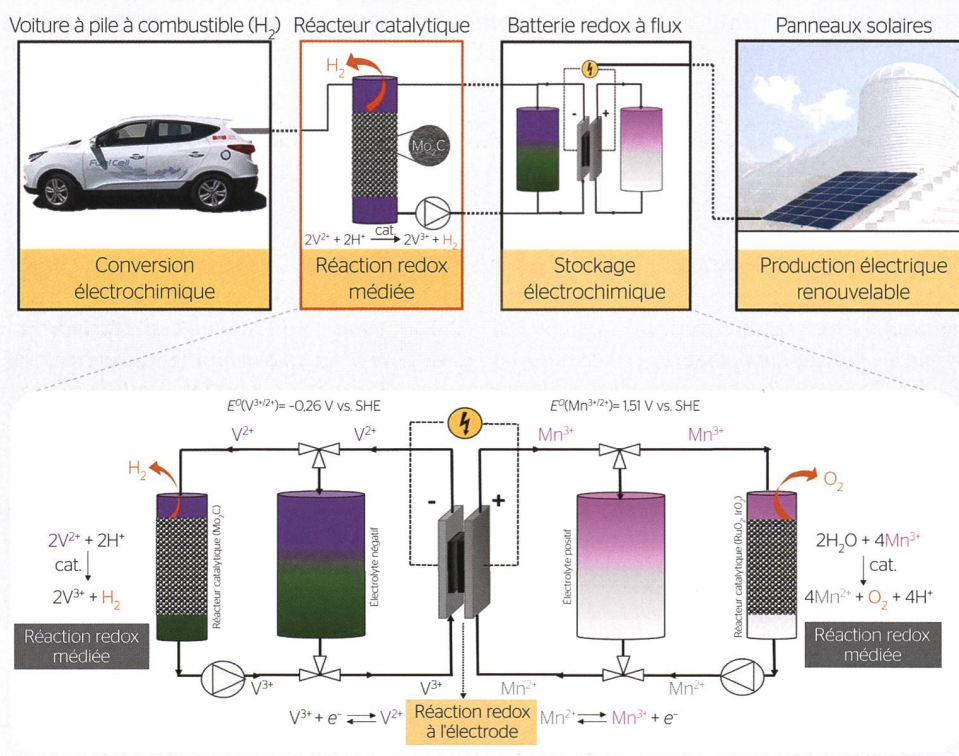 Voiture à pile à combustible (H₂)
Réacteur catalytique
Batterie redox à flux
Panneaux solaires
H₂
Mo₂C
Fuel Cell
- +
cat.
2V²⁺ + 2H⁺ → 2V³⁺ + H₂
Conversion
électrochimique
Réaction redox
médiée
Stockage
électrochimique
Production électrique
renouvelable
E⁰(V³⁺/²⁺)= -0,26 V vs. SHE
E⁰(Mn³⁺/²⁺)= 1,51 V vs. SHE
V²⁺
V²⁺
Mn³⁺
Mn³⁺
H₂
O₂
- +
Réacteur catalytique (Mo₂C)
Électrolyte négatif
Électrolyte positif
Réacteur catalytique (RuO₂, IrO₂)
2V²⁺ + 2H⁺
cat.
2V³⁺ + H₂
2H₂O + 4Mn³⁺
cat.
4Mn²⁺ + O₂ + 4H⁺
Réaction redox
médiée
Réaction redox
médiée
V³⁺
V³⁺
Mn²⁺
Mn²⁺
V³⁺ + e⁻ ⇄ V²⁺
Réaction redox
à l'électrode
Mn²⁺ ⇄ Mn³⁺ + e⁻